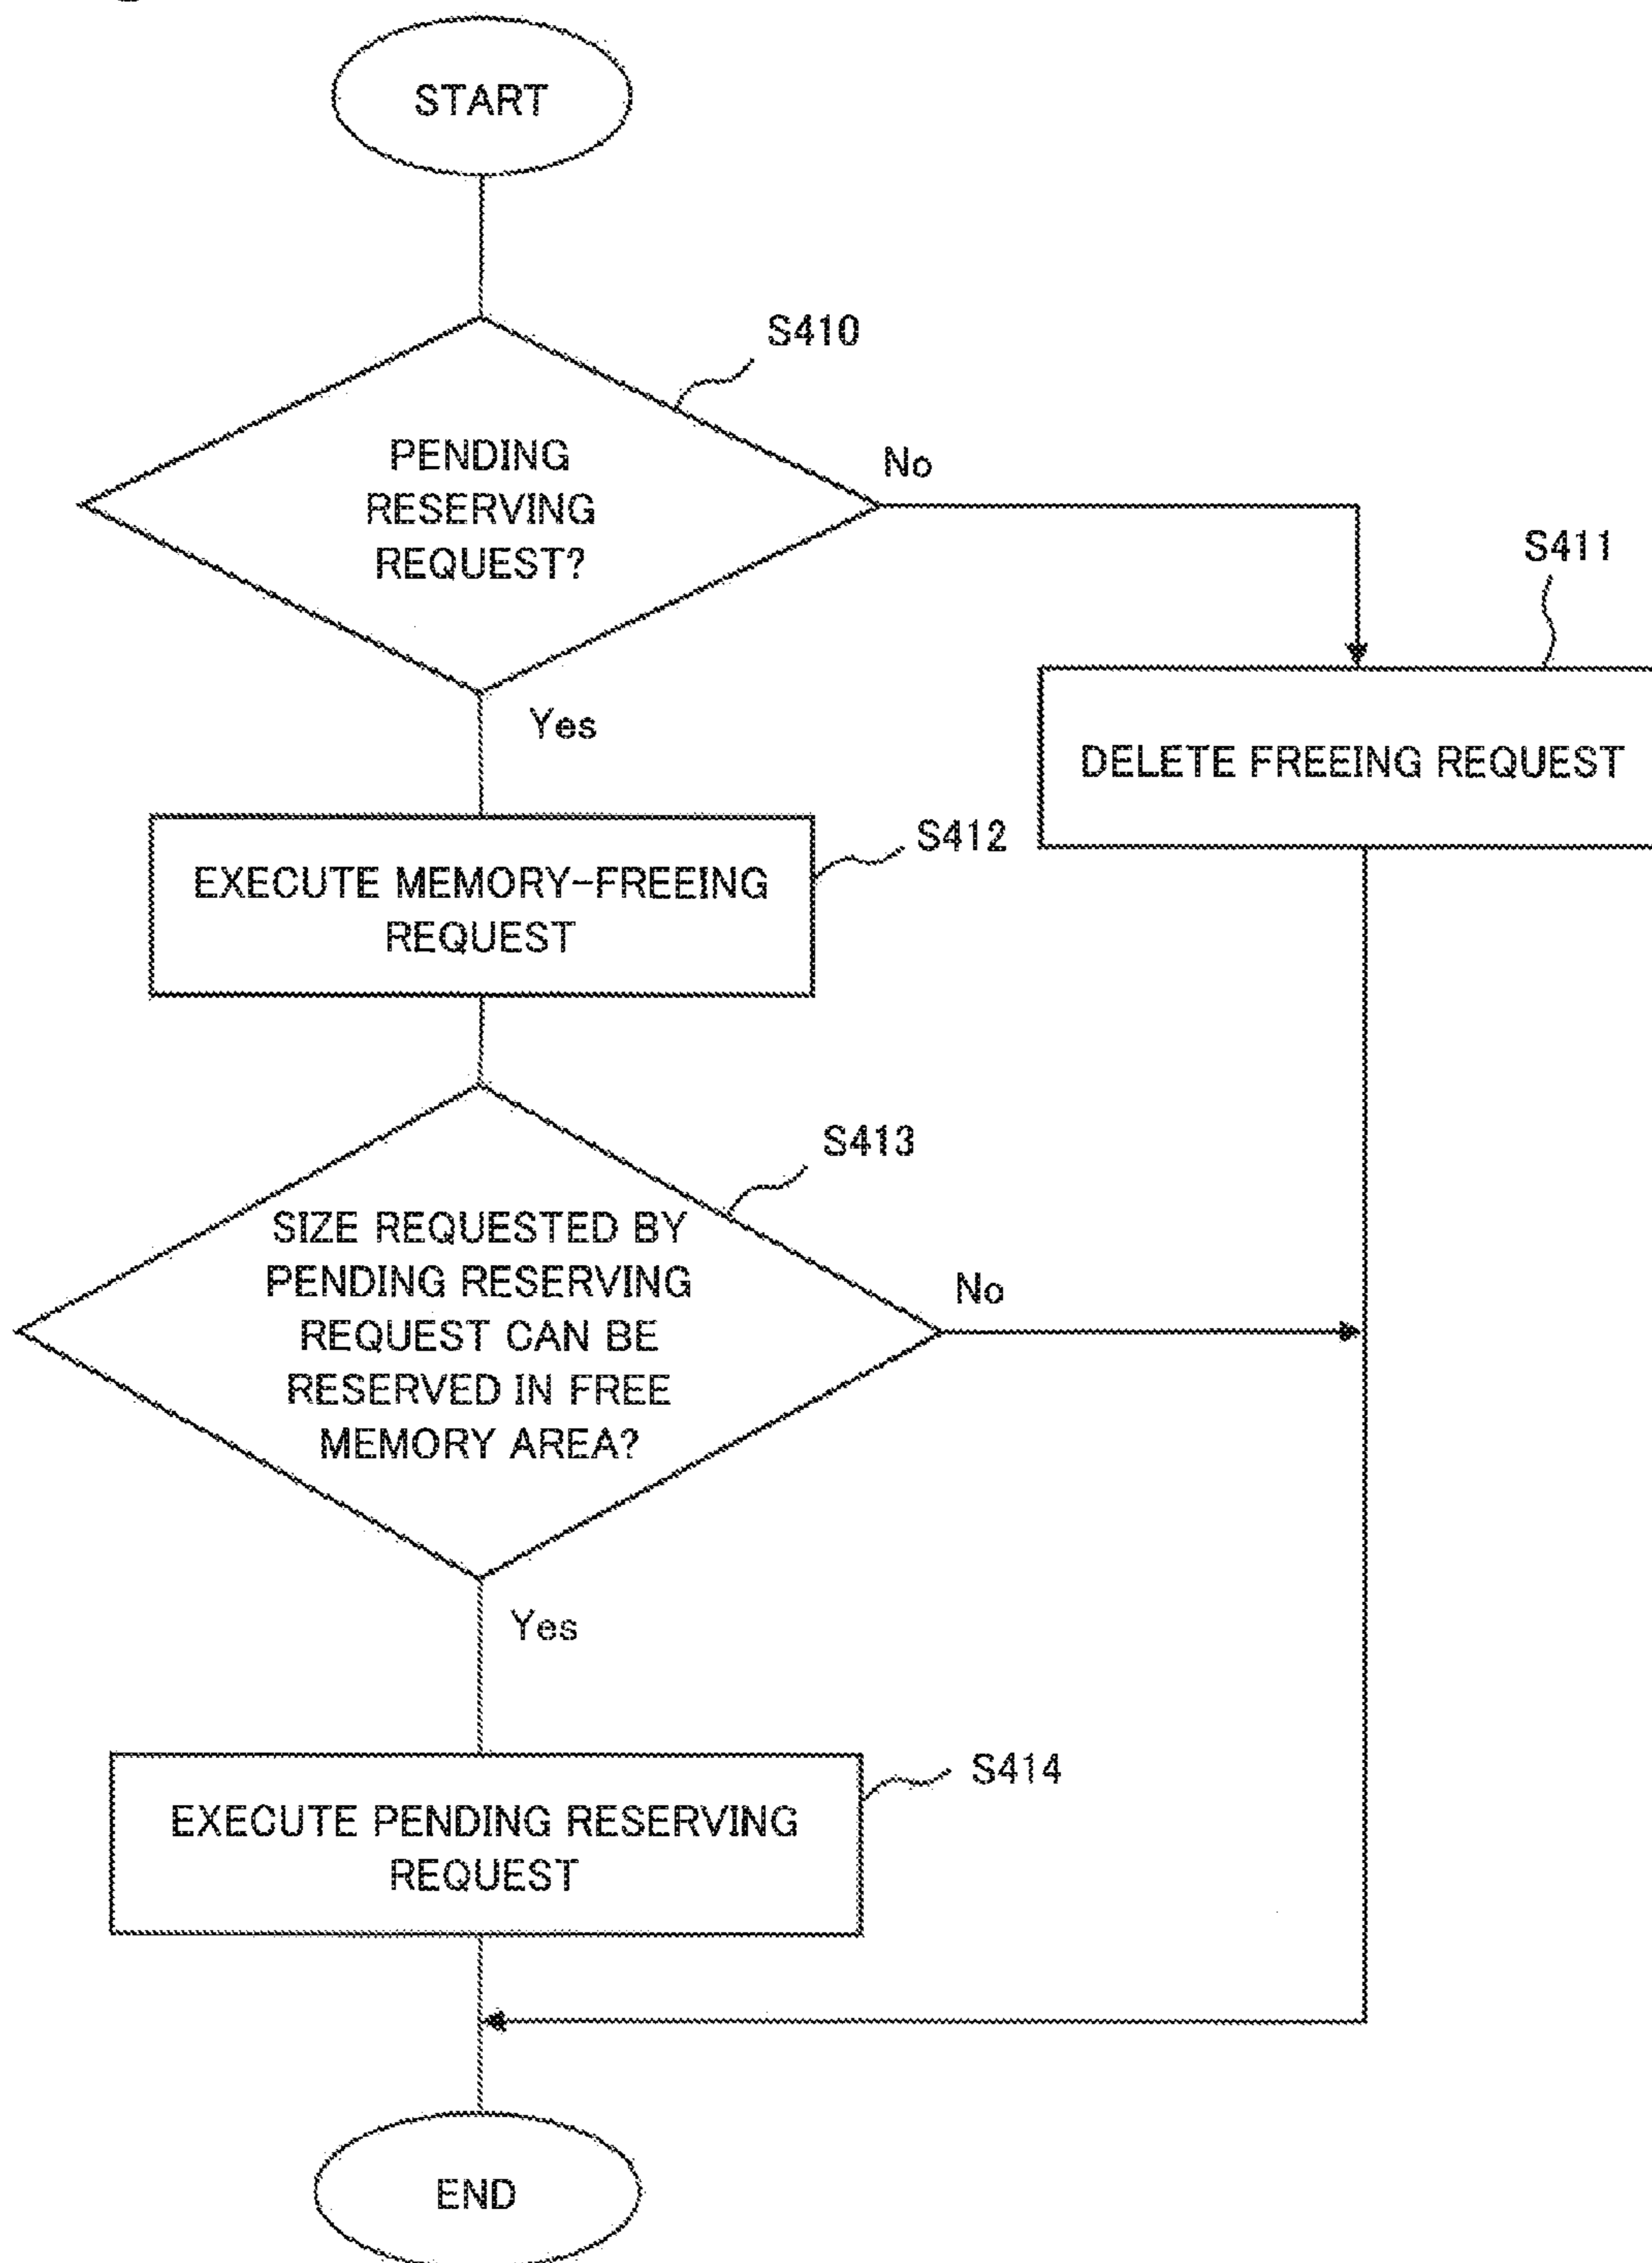 START
S410
PENDING
RESERVING
REQUEST?
No
S411
Yes
DELETE FREEING REQUEST
S412
EXECUTE MEMORY-FREEING
REQUEST
S413
SIZE REQUESTED BY
PENDING RESERVING
REQUEST CAN BE
RESERVED IN FREE
MEMORY AREA?
No
Yes
S414
EXECUTE PENDING RESERVING
REQUEST
END